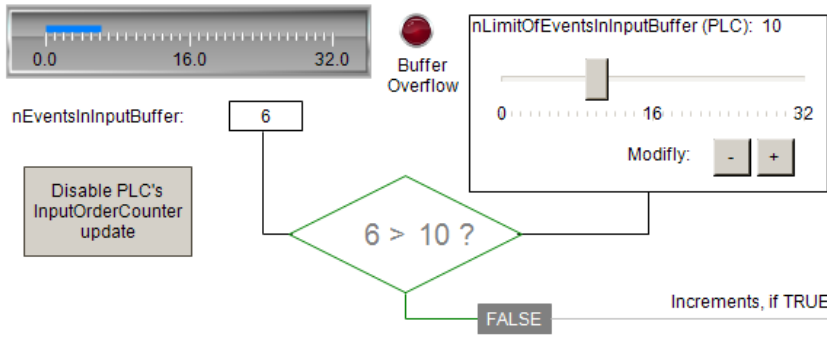 0.0 16.0 32.0
Buffer
Overflow
nLimitOfEventsInInputBuffer (PLC): 10
0 16 32
Modifly: - +
nEventsInInputBuffer: 6
Disable PLC's
InputOrderCounter
update
6 > 10 ?
FALSE
Increments, if TRUE